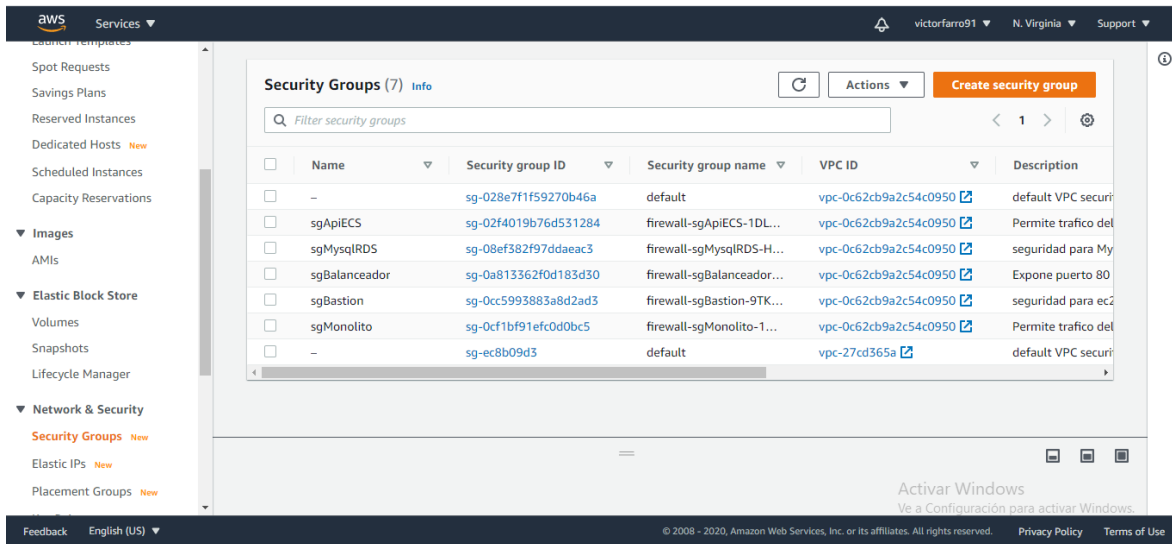 aws Services ▼ victorfarro91 ▼ N. Virginia ▼ Support ▼
Launch Templates
Spot Requests
Savings Plans
Reserved Instances
Dedicated Hosts New
Scheduled Instances
Capacity Reservations
▼ Images
AMIs
▼ Elastic Block Store
Volumes
Snapshots
Lifecycle Manager
▼ Network & Security
Security Groups New
Elastic IPs New
Placement Groups New
Security Groups (7) Info Actions ▼ Create security group
Filter security groups < 1 >
Name Security group ID Security group name VPC ID Description
– sg-028e7f1f59270b46a default vpc-0c62cb9a2c54c0950 default VPC securit
sgApiECS sg-02f4019b76d531284 firewall-sgApiECS-1DL... vpc-0c62cb9a2c54c0950 Permite trafico del
sgMysqlRDS sg-08ef382f97ddaeac3 firewall-sgMysqlRDS-H... vpc-0c62cb9a2c54c0950 seguridad para My
sgBalanceador sg-0a813362f0d183d30 firewall-sgBalanceador... vpc-0c62cb9a2c54c0950 Expone puerto 80
sgBastion sg-0cc5993883a8d2ad3 firewall-sgBastion-9TK... vpc-0c62cb9a2c54c0950 seguridad para ec2
sgMonolito sg-0cf1bf91efc0d0bc5 firewall-sgMonolito-1... vpc-0c62cb9a2c54c0950 Permite trafico del
– sg-ec8b09d3 default vpc-27cd365a default VPC securit
Activar Windows
Ve a Configuración para activar Windows.
Feedback English (US) ▼ © 2008 - 2020, Amazon Web Services, Inc. or its affiliates. All rights reserved. Privacy Policy Terms of Use